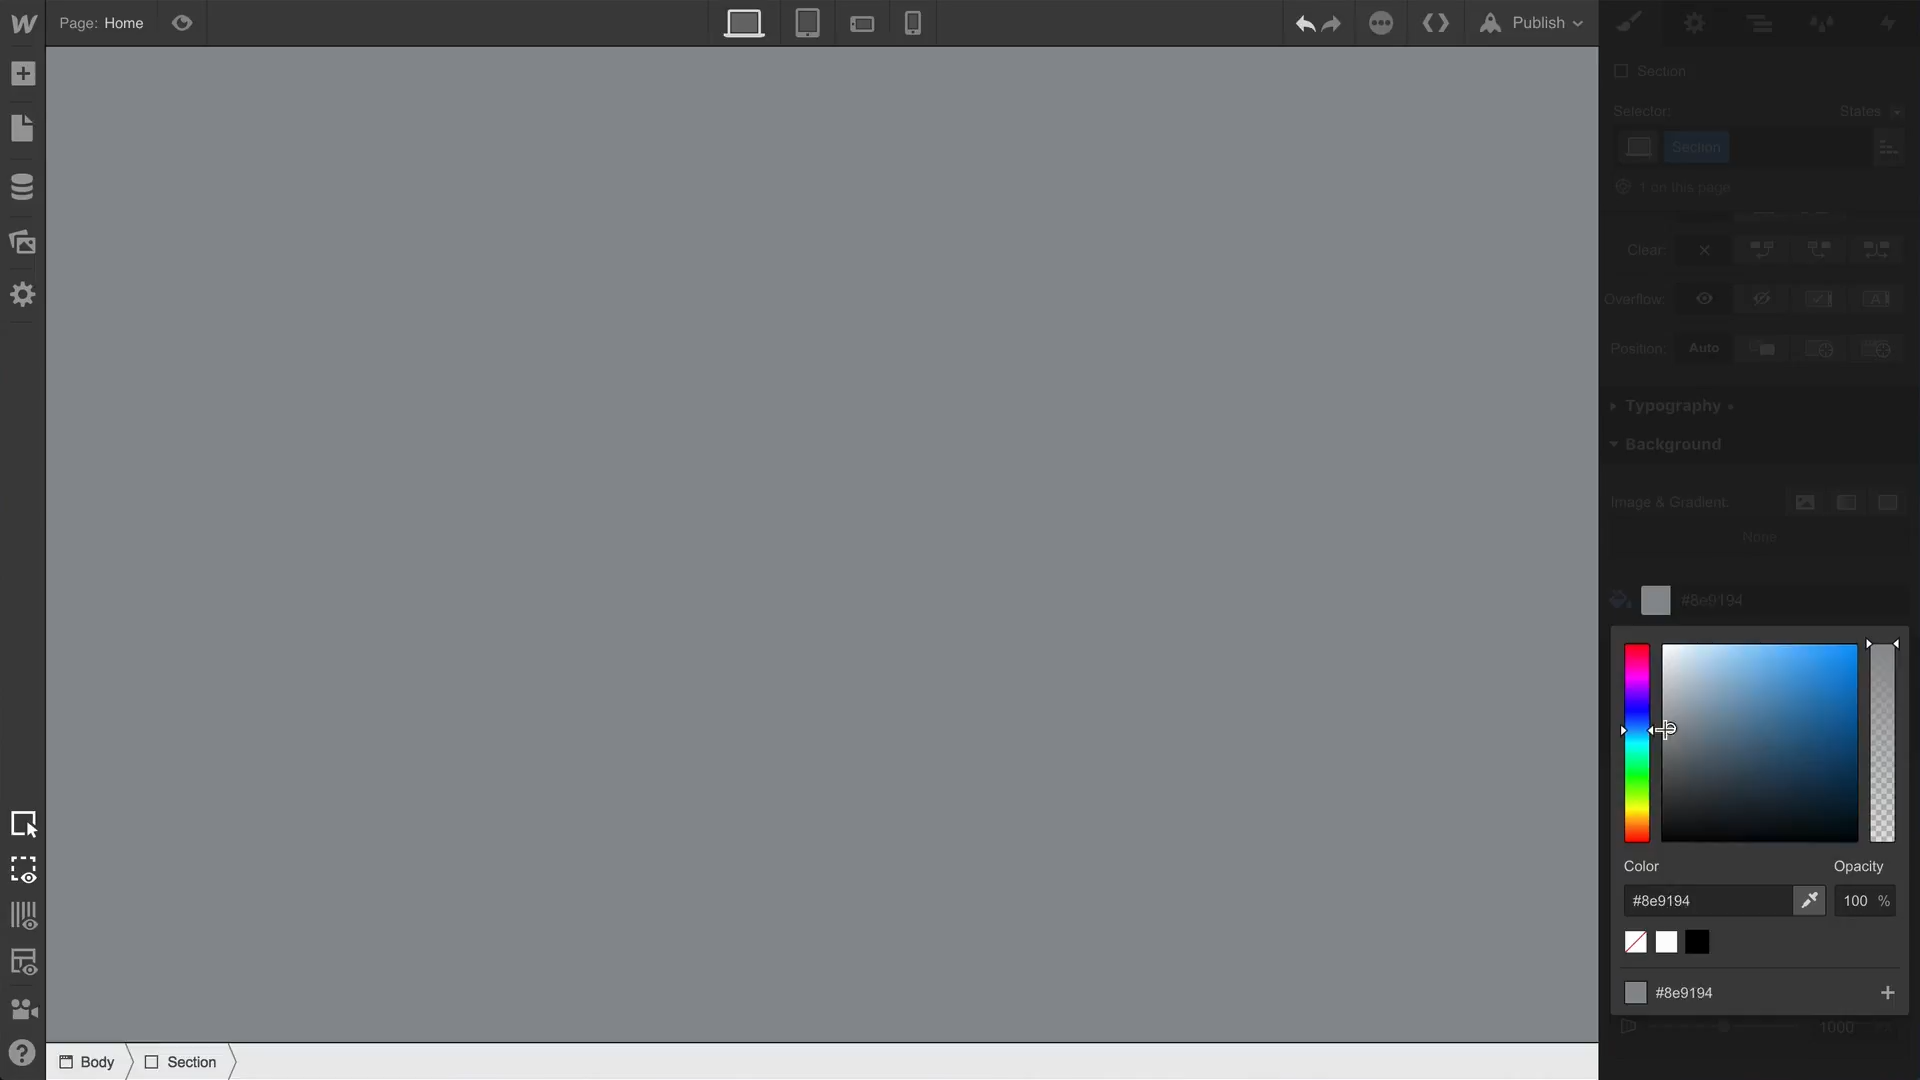 Page: Home
Publish
Section
Selector:
States
Section
1 on this page
Clear:
Overflow:
Position:
Auto
Typography
Background
Image & Gradient:
None
#8e9194
Color
Opacity
#8e9194
100 %
#8e9194
1000
Body
Section